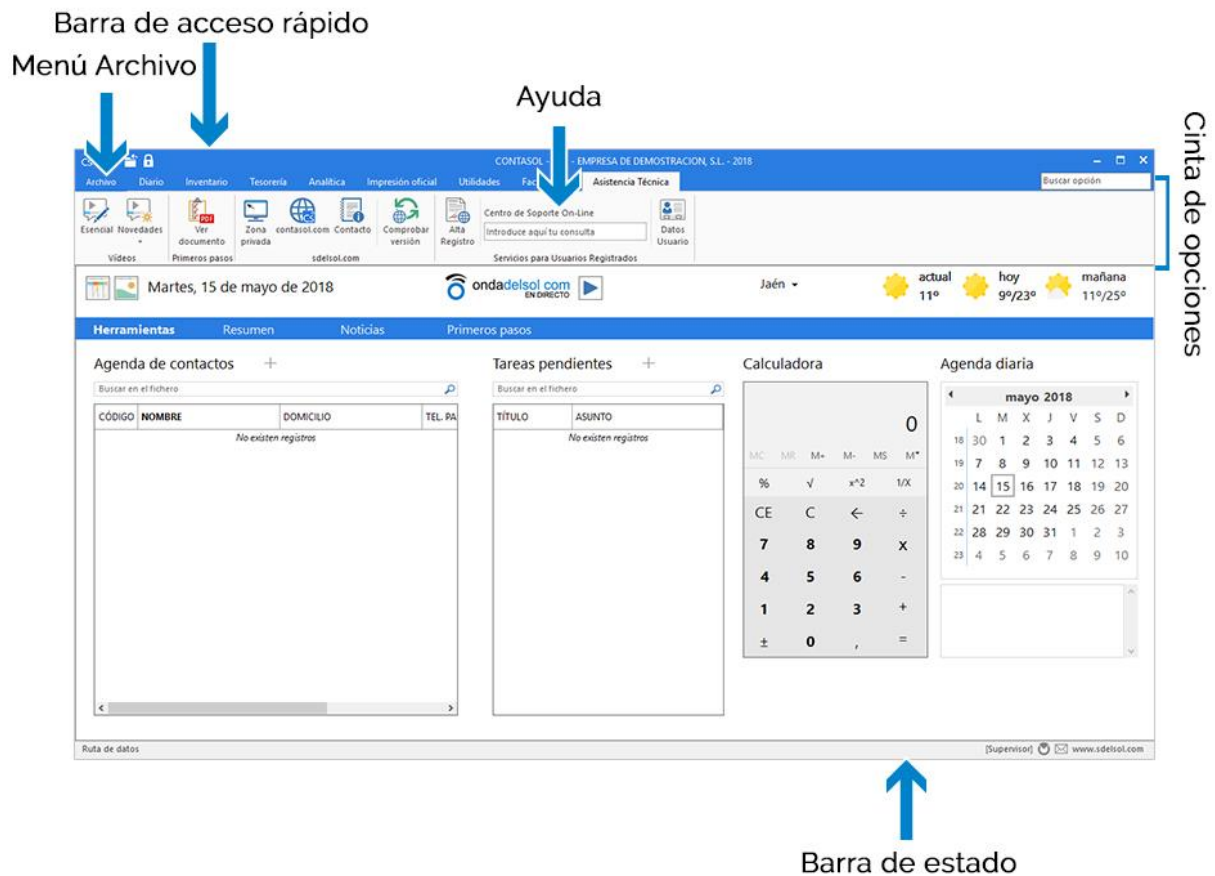 Barra de acceso rápido
Menú Archivo
Ayuda
Cinta de opciones
CONTASOL - EMPRESA DE DEMOSTRACION, S.L. - 2018
Archivo Diario Inventario Tesorería Analítica Impresión oficial Utilidades Asistencia Técnica Buscar opción
Esencial Novedades Ver documento Zona privada contasol.com Contacto Comprobar versión Alta Registro Centro de Soporte On-Line Datos Usuario
Introduce aquí tu consulta
Vídeos Primeros pasos sdelsol.com Servicios para Usuarios Registrados
Martes, 15 de mayo de 2018 ondadelsol com EN DIRECTO Jaén actual 11º hoy 9º/23º mañana 11º/25º
Herramientas Resumen Noticias Primeros pasos
Agenda de contactos + Tareas pendientes + Calculadora Agenda diaria
Buscar en el fichero Buscar en el fichero
CÓDIGO NOMBRE DOMICILIO TEL. PA TÍTULO ASUNTO
No existen registros No existen registros
0
MC MR M+ M- MS M
% √ x^2 1/X
CE C ← ÷
7 8 9 x
4 5 6 -
1 2 3 +
± 0 , =
mayo 2018
L M X J V S D
18 30 1 2 3 4 5 6
19 7 8 9 10 11 12 13
20 14 15 16 17 18 19 20
21 21 22 23 24 25 26 27
22 28 29 30 31 1 2 3
23 4 5 6 7 8 9 10
Ruta de datos [Supervisor] www.sdelsol.com
Barra de estado